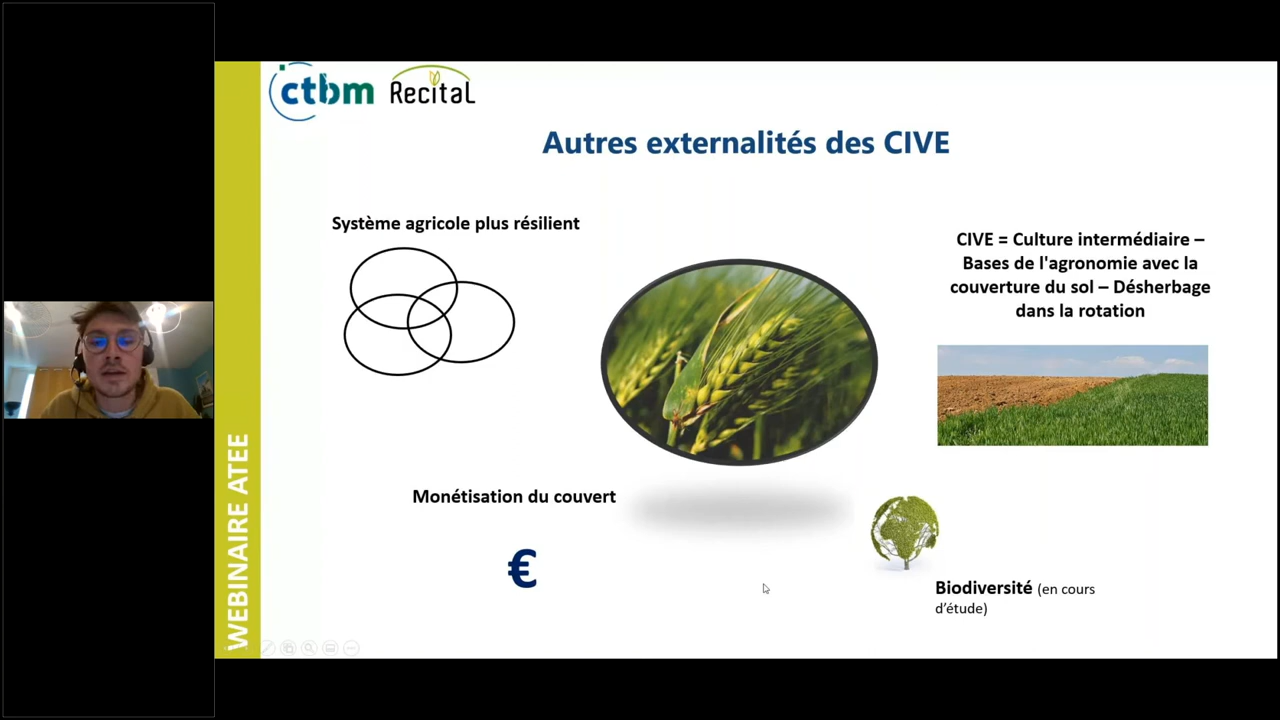 ctbm Recital
Autres externalités des CIVE
Système agricole plus résilient
CIVE = Culture intermédiaire –
Bases de l'agronomie avec la
couverture du sol – Désherbage
dans la rotation
Monétisation du couvert
€
Biodiversité (en cours
d'étude)
WEBINAIRE ATEE